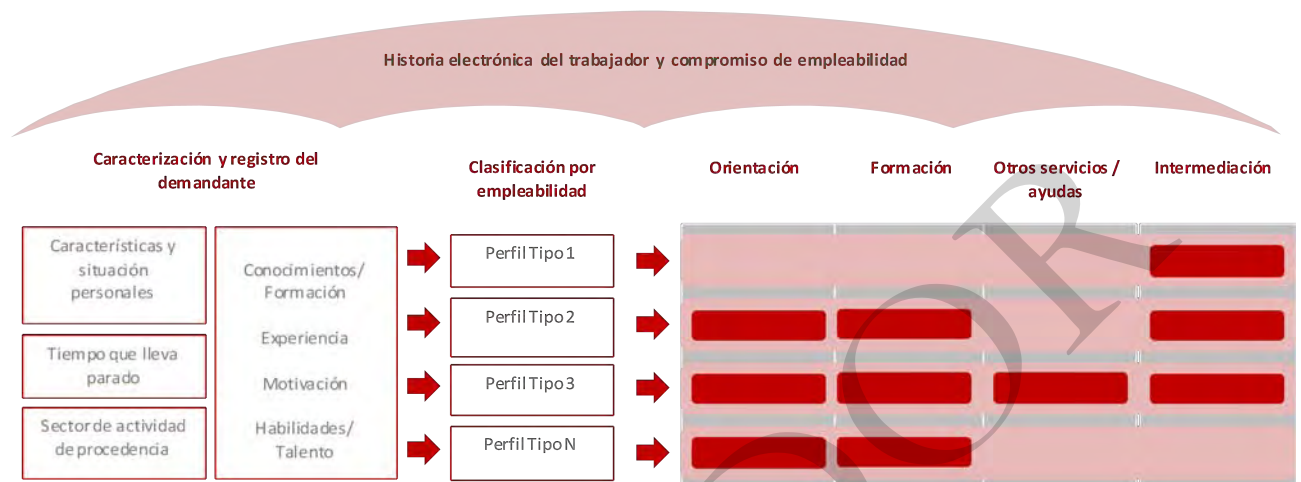 Historia electrónica del trabajador y compromiso de empleabilidad
Caracterización y registro del
demandante
Clasificación por
empleabilidad
Orientación
Formación
Otros servicios /
ayudas
Intermediación
Características y
situación
personales
Tiempo que lleva
parado
Sector de actividad
de procedencia
Conocimientos/
Formación
Experiencia
Motivación
Habilidades/
Talento
Perfil Tipo 1
Perfil Tipo 2
Perfil Tipo 3
Perfil Tipo N